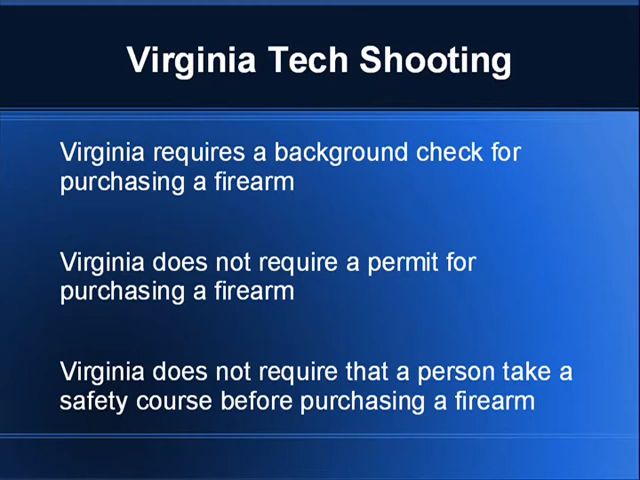 Virginia Tech Shooting
Virginia requires a background check for
purchasing a firearm
Virginia does not require a permit for
purchasing a firearm
Virginia does not require that a person take a
safety course before purchasing a firearm